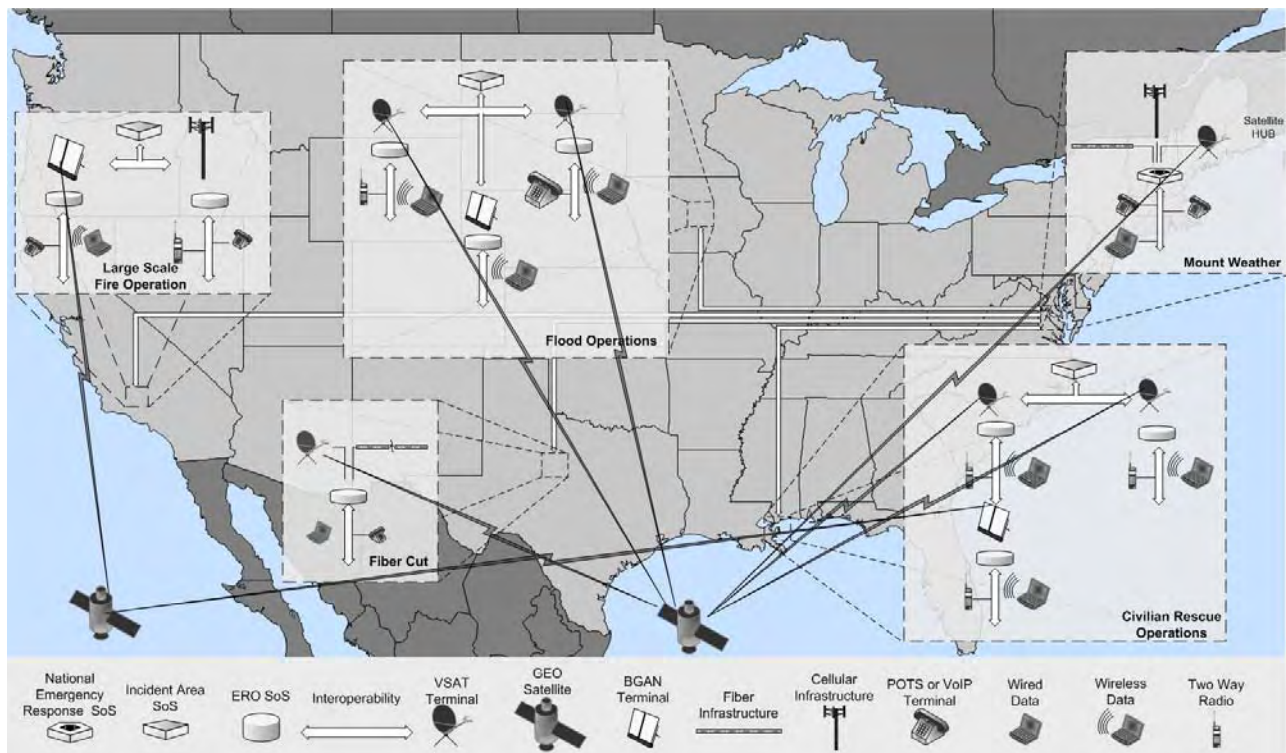 Satellite
HUB
Large Scale
Fire Operation
Mount Weather
Flood Operations
Fiber Cut
Civilian Rescue
Operations
National
Emergency
Response SoS
Incident Area
SoS
ERO SoS
Interoperability
VSAT
Terminal
GEO
Satellite
BGAN
Terminal
Fiber
Infrastructure
Cellular
Infrastructure
POTS or VoIP
Terminal
Wired
Data
Wireless
Data
Two Way
Radio